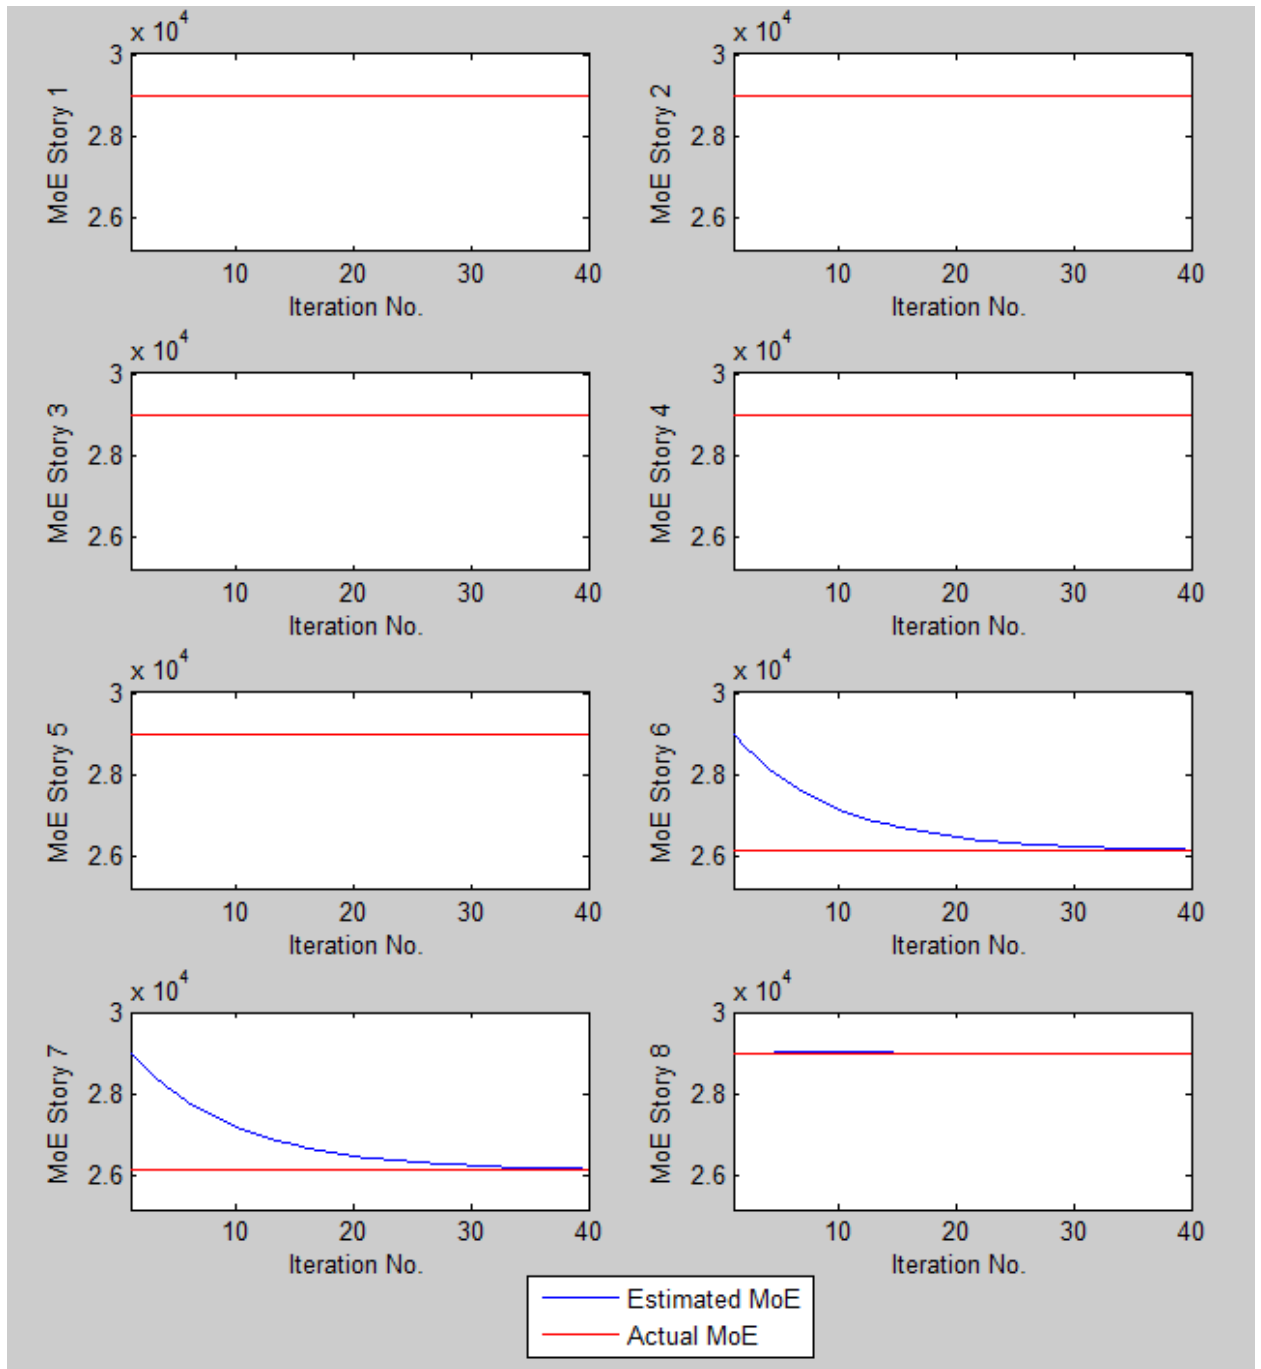 x 10^4 x 10^4
3 3
2.8 2.8
2.6 2.6
MoE Story 1 MoE Story 2
10 20 30 40 10 20 30 40
Iteration No. Iteration No.
x 10^4 x 10^4
3 3
2.8 2.8
2.6 2.6
MoE Story 3 MoE Story 4
10 20 30 40 10 20 30 40
Iteration No. Iteration No.
x 10^4 x 10^4
3 3
2.8 2.8
2.6 2.6
MoE Story 5 MoE Story 6
10 20 30 40 10 20 30 40
Iteration No. Iteration No.
x 10^4 x 10^4
3 3
2.8 2.8
2.6 2.6
MoE Story 7 MoE Story 8
10 20 30 40 10 20 30 40
Iteration No. Iteration No.
Estimated MoE
Actual MoE